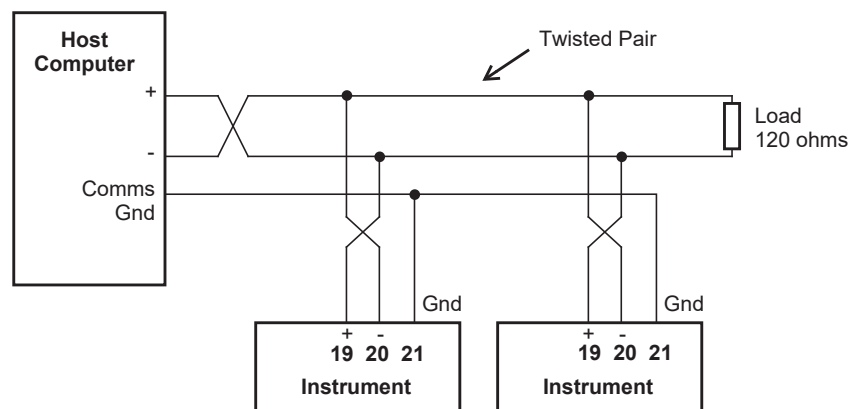 Host
Computer
Twisted Pair
+
-
Load
120 ohms
Comms
Gnd
Gnd
Gnd
+ -
19 20 21
Instrument
+ -
19 20 21
Instrument